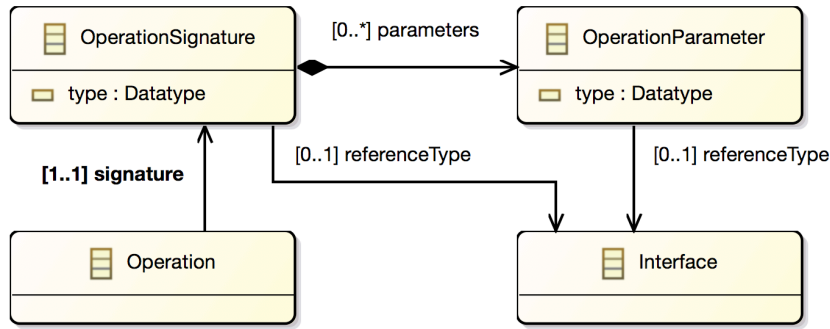 OperationSignature
type : Datatype
[0..*] parameters
OperationParameter
type : Datatype
[1..1] signature
[0..1] referenceType
[0..1] referenceType
Operation
Interface